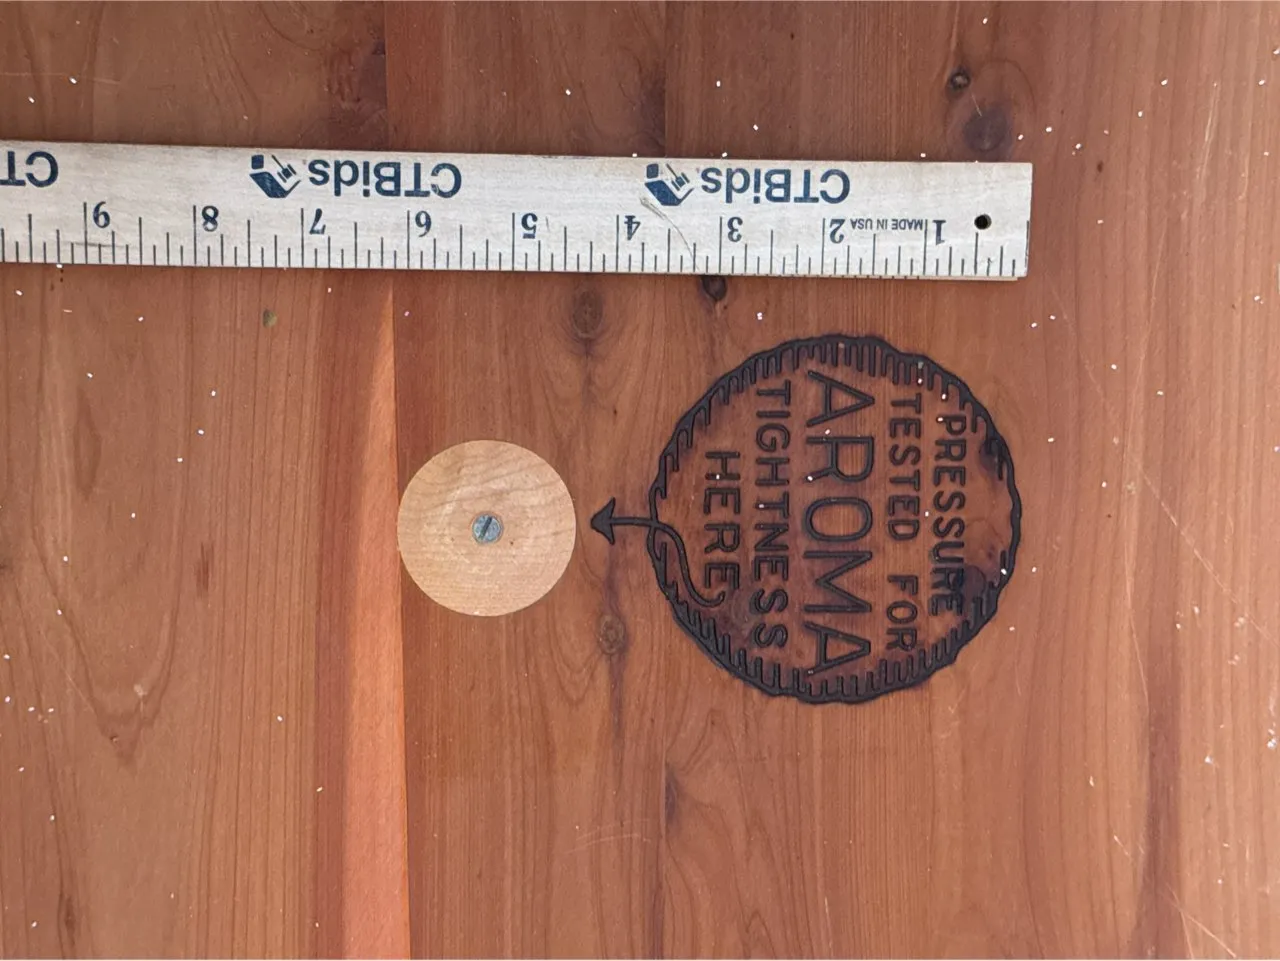 CTBids CTBids CT
1 MADE IN USA 2 3 4 5 6 7 8 9
PRESSURE
TESTED FOR
AROMA
TIGHTNESS
HERE